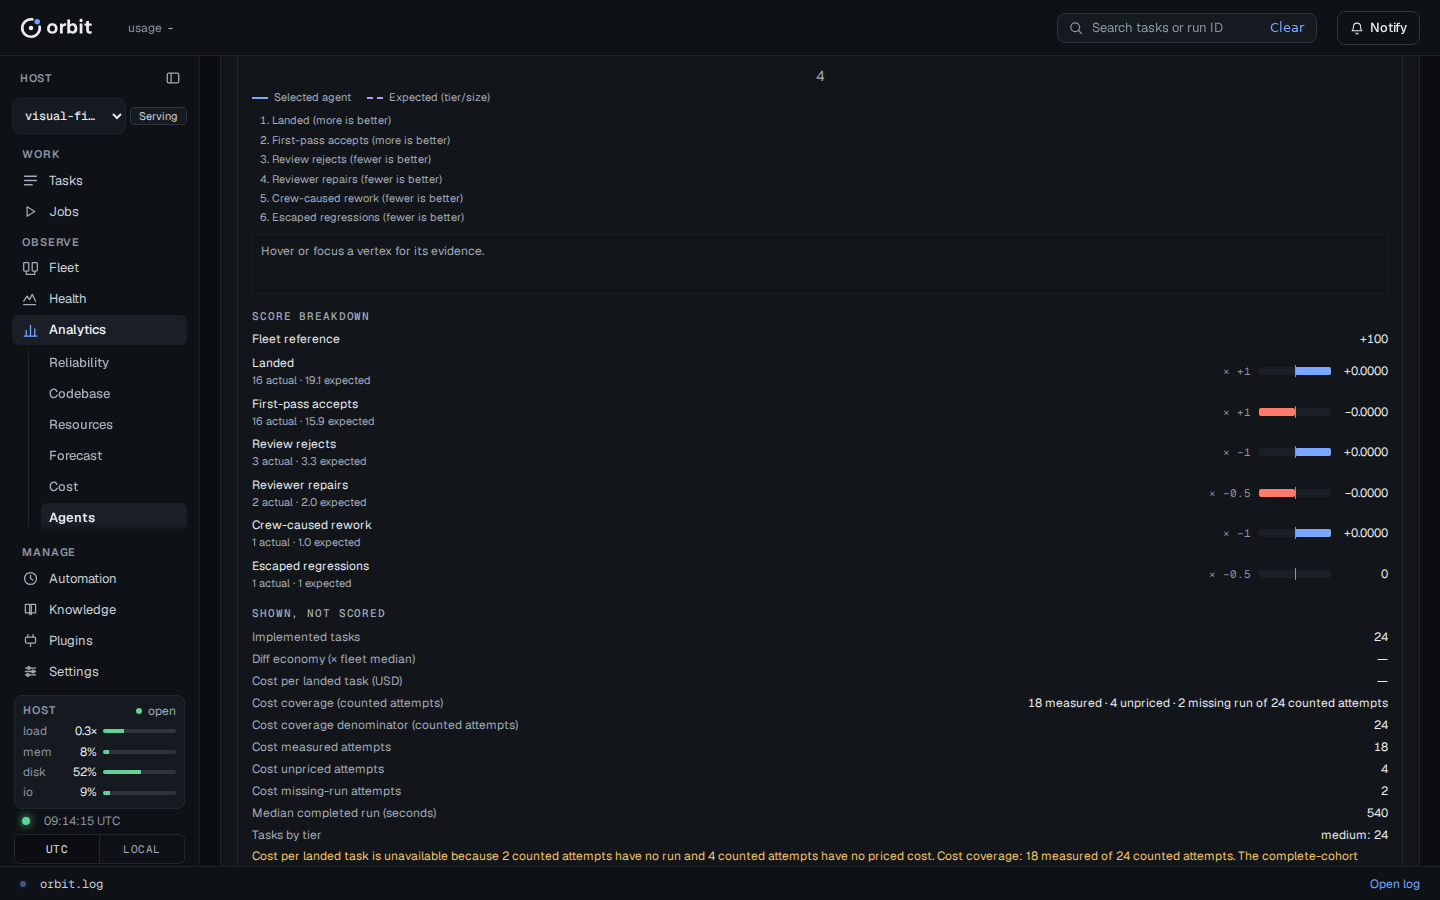 orbit
usage -
Search tasks or run ID
Clear
Notify
HOST
visual-fi...
Serving
WORK
Tasks
Jobs
OBSERVE
Fleet
Health
Analytics
Reliability
Codebase
Resources
Forecast
Cost
Agents
MANAGE
Automation
Knowledge
Plugins
Settings
HOST open
load 0.3×
mem 8%
disk 52%
io 9%
09:14:15 UTC
UTC LOCAL
4
Selected agent Expected (tier/size)
1. Landed (more is better)
2. First-pass accepts (more is better)
3. Review rejects (fewer is better)
4. Reviewer repairs (fewer is better)
5. Crew-caused rework (fewer is better)
6. Escaped regressions (fewer is better)
Hover or focus a vertex for its evidence.
SCORE BREAKDOWN
Fleet reference +100
Landed
16 actual · 19.1 expected
× +1 +0.0000
First-pass accepts
16 actual · 15.9 expected
× +1 −0.0000
Review rejects
3 actual · 3.3 expected
× −1 +0.0000
Reviewer repairs
2 actual · 2.0 expected
× −0.5 −0.0000
Crew-caused rework
1 actual · 1.0 expected
× −1 +0.0000
Escaped regressions
1 actual · 1 expected
× −0.5 0
SHOWN, NOT SCORED
Implemented tasks 24
Diff economy (× fleet median) —
Cost per landed task (USD) —
Cost coverage (counted attempts) 18 measured · 4 unpriced · 2 missing run of 24 counted attempts
Cost coverage denominator (counted attempts) 24
Cost measured attempts 18
Cost unpriced attempts 4
Cost missing-run attempts 2
Median completed run (seconds) 540
Tasks by tier medium: 24
Cost per landed task is unavailable because 2 counted attempts have no run and 4 counted attempts have no priced cost. Cost coverage: 18 measured of 24 counted attempts. The complete-cohort
orbit.log
Open log